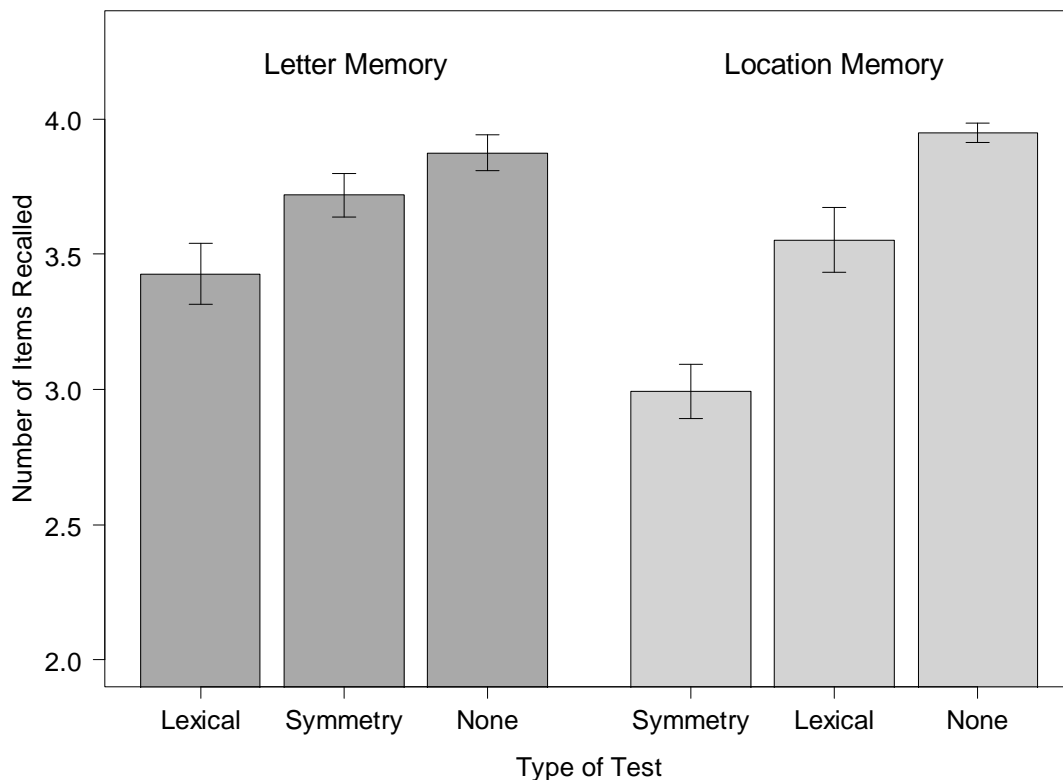 Letter Memory
Location Memory
Number of Items Recalled
4.0
3.5
3.0
2.5
2.0
Lexical
Symmetry
None
Symmetry
Lexical
None
Type of Test